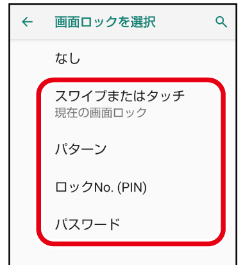 画面ロックを選択
なし
スワイプまたはタッチ
現在の画面ロック
パターン
ロックNo. (PIN)
パスワード